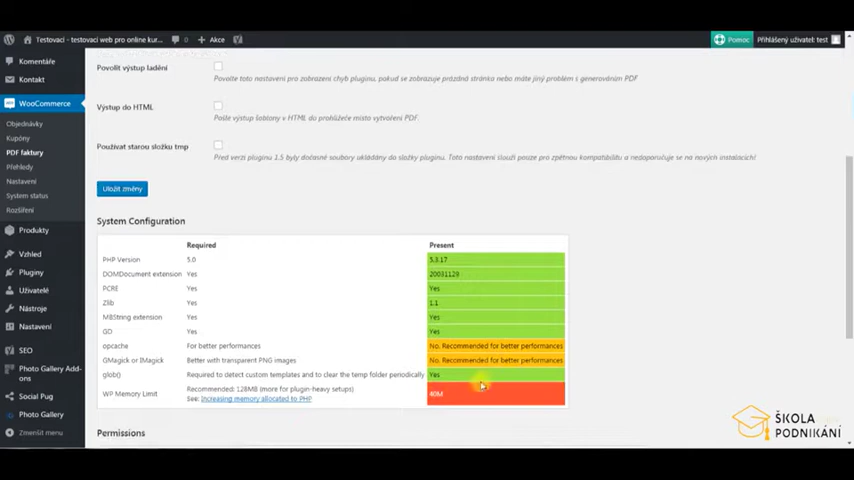 Testovací - testovací web pro online kur... 0 + Akce Pomoc Přihlášený uživatel: test
Komentáře
Kontakt
WooCommerce
Objednávky
Kupóny
PDF faktury
Přehledy
Nastavení
System status
Rozšíření
Produkty
Vzhled
Pluginy
Uživatelé
Nástroje
Nastavení
SEO
Photo Gallery Add-
ons
Social Pug
Photo Gallery
Zmenšit menu
Povolit výstup ladění
Povolte toto nastavení pro zobrazení chyb pluginu, pokud se zobrazuje prázdná stránka nebo máte jiný problém s generováním PDF
Výstup do HTML
Pošle výstup šablony v HTML do prohlížeče místo vytvoření PDF.
Používat starou složku tmp
Před verzí pluginu 1.5 byly dočasné soubory ukládány do složky pluginu. Toto nastavení slouží pouze pro zpětnou kompatibilitu a nedoporučuje se na nových instalacích!
Uložit změny
System Configuration
Required Present
PHP Version 5.0 5.3.17
DOMDocument extension Yes 20031129
PCRE Yes
Zlib Yes 1.1
MBString extension Yes Yes
GD Yes Yes
opcache For better performances No. Recommended for better performances
GMagick or IMagick Better with transparent PNG images No. Recommended for better performances
glob() Required to detect custom templates and to clear the temp folder periodically Yes
WP Memory Limit Recommended: 128MB (more for plugin-heavy setups) 40M
See: Increasing memory allocated to PHP
Permissions
ŠKOLA
PODNIKÁNÍ